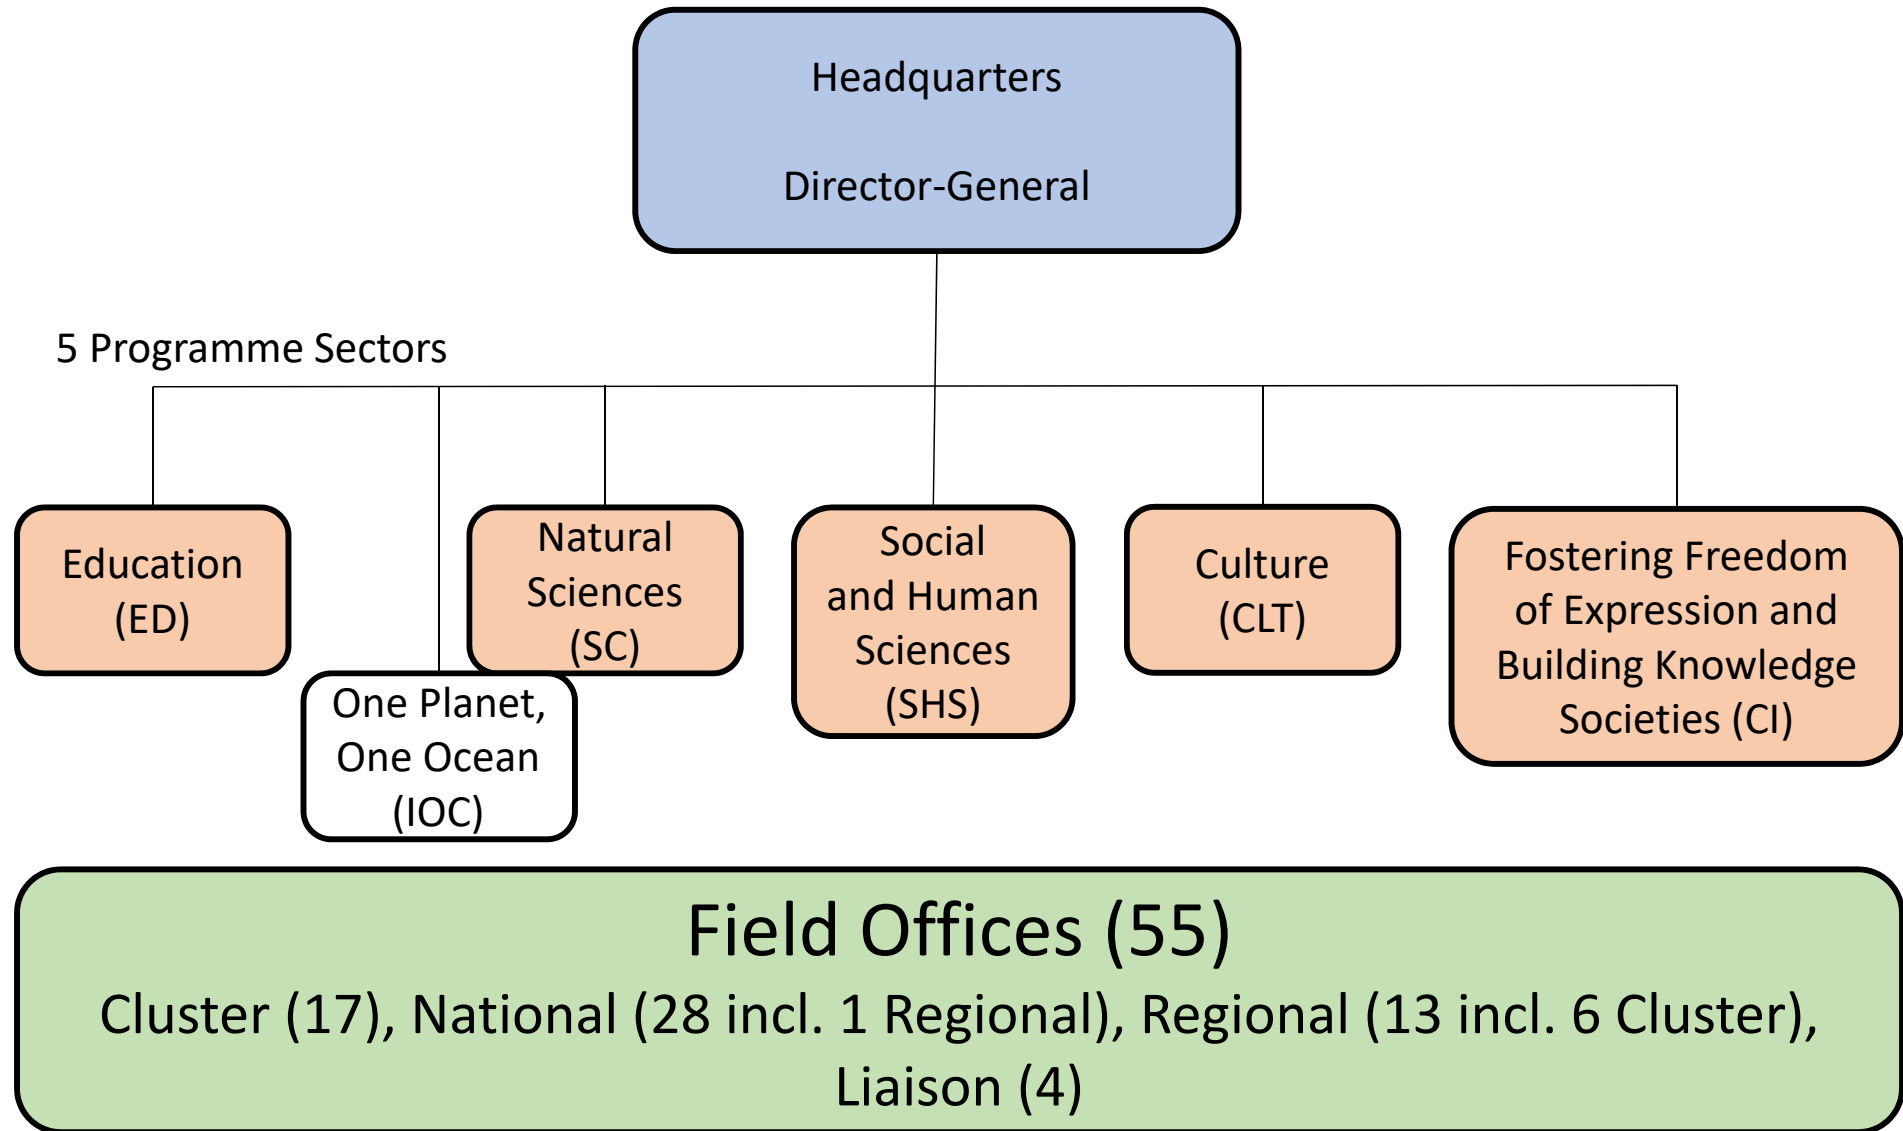 Headquarters
Director-General
5 Programme Sectors
Education
(ED)
One Planet,
One Ocean
(IOC)
Natural
Sciences
(SC)
Social
and Human
Sciences
(SHS)
Culture
(CLT)
Fostering Freedom
of Expression and
Building Knowledge
Societies (CI)
Field Offices (55)
Cluster (17), National (28 incl. 1 Regional), Regional (13 incl. 6 Cluster),
Liaison (4)